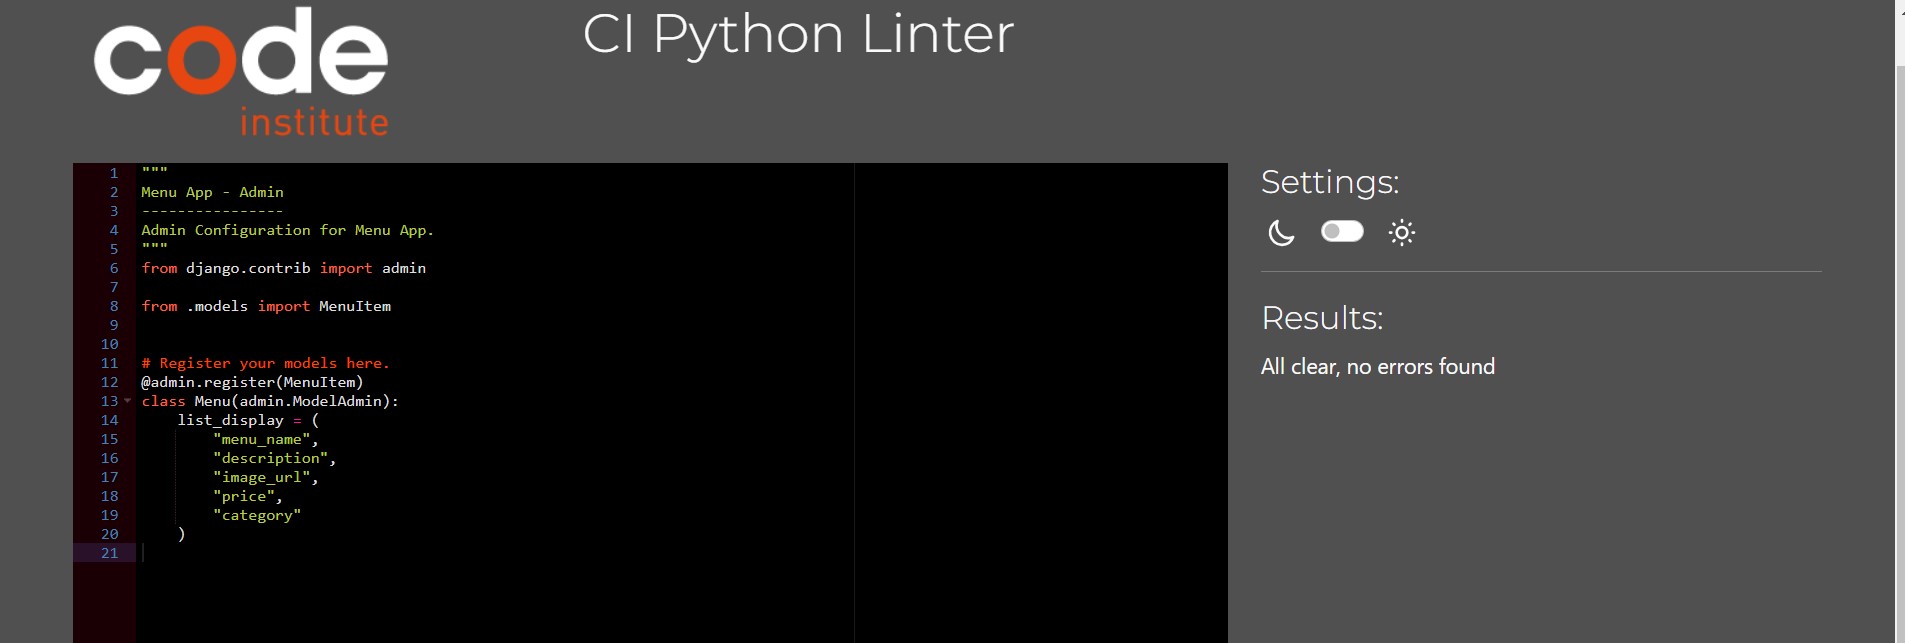 code
institute
CI Python Linter
1 """
2 Menu App - Admin
3 ----------------
4 Admin Configuration for Menu App.
5 """
6 from django.contrib import admin
7
8 from .models import MenuItem
9
10
11 # Register your models here.
12 @admin.register(MenuItem)
13 class Menu(admin.ModelAdmin):
14     list_display = (
15         "menu_name",
16         "description",
17         "image_url",
18         "price",
19         "category"
20     )
21
Settings:
Results:
All clear, no errors found